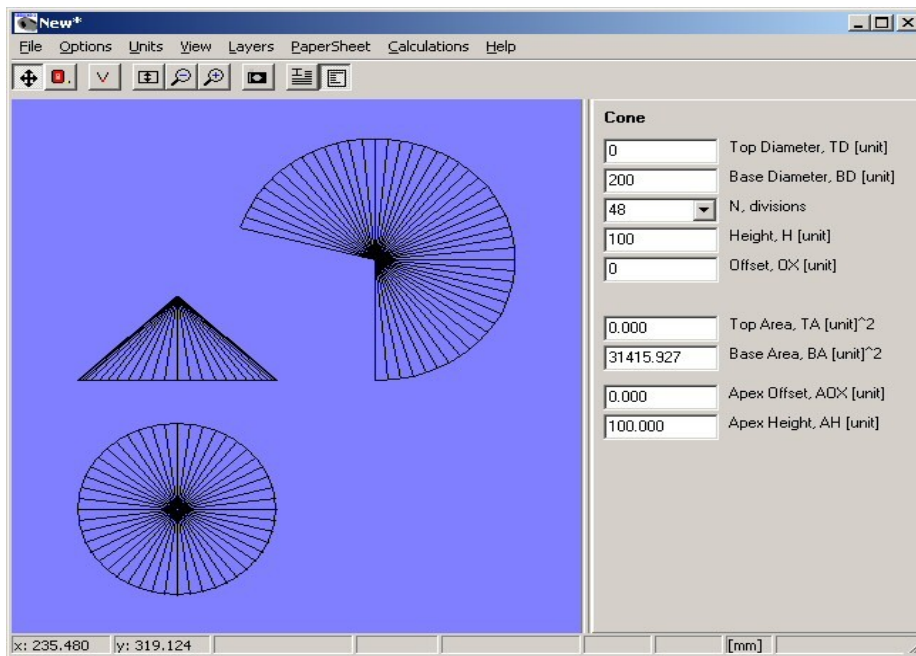 New*
File Options Units View Layers PaperSheet Calculations Help
Cone
0 Top Diameter, TD [unit]
200 Base Diameter, BD [unit]
48 N, divisions
100 Height, H [unit]
0 Offset, OX [unit]
0.000 Top Area, TA [unit]^2
31415.927 Base Area, BA [unit]^2
0.000 Apex Offset, AOX [unit]
100.000 Apex Height, AH [unit]
x: 235.480 y: 319.124 [mm]